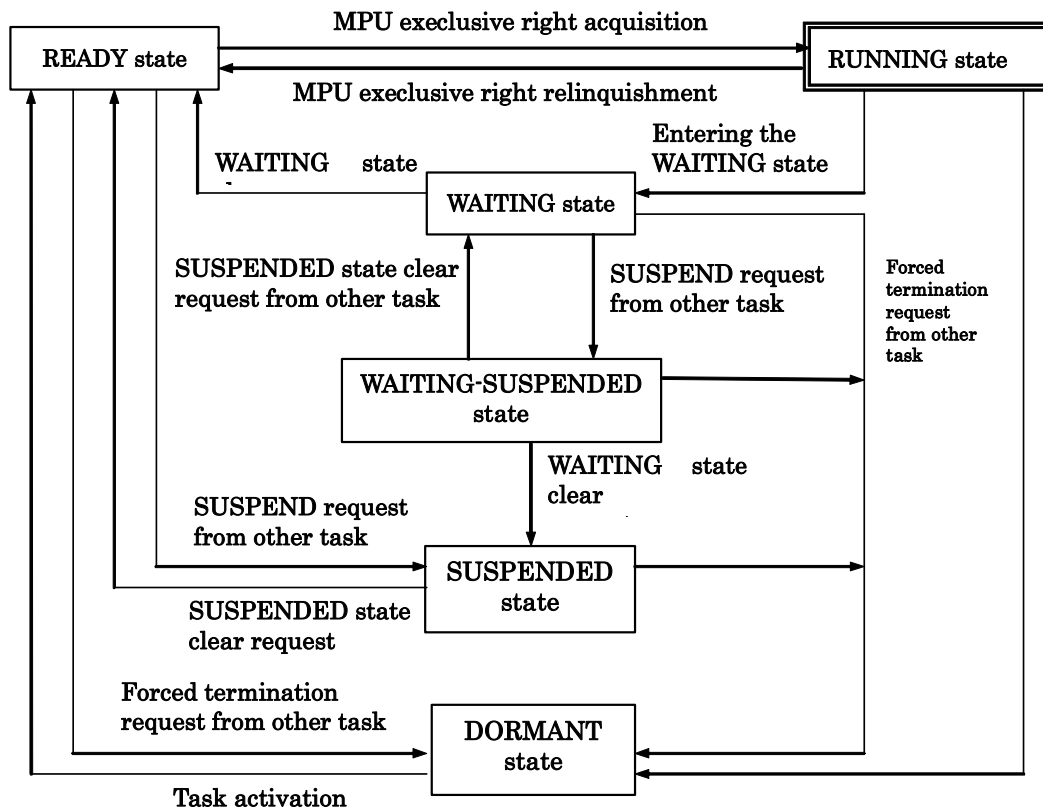 MPU execlusive right acquisition
READY state
RUNNING state
MPU execlusive right relinquishment
Entering the
WAITING state
WAITING state
WAITING state
SUSPENDED state clear
request from other task
SUSPEND request
from other task
Forced
termination
request
from other
task
WAITING-SUSPENDED
state
WAITING state
clear
SUSPEND request
from other task
SUSPENDED
state
SUSPENDED state
clear request
Forced termination
request from other task
DORMANT
state
Task activation